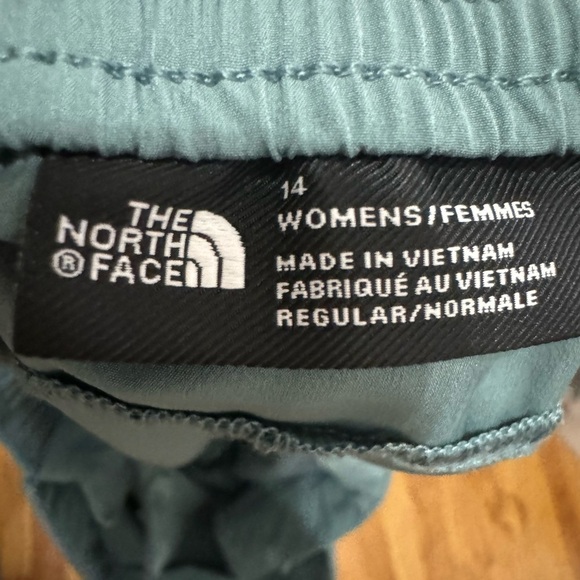 THE
NORTH
® FACE
14
WOMENS/FEMMES
MADE IN VIETNAM
FABRIQUÉ AU VIETNAM
REGULAR/NORMALE